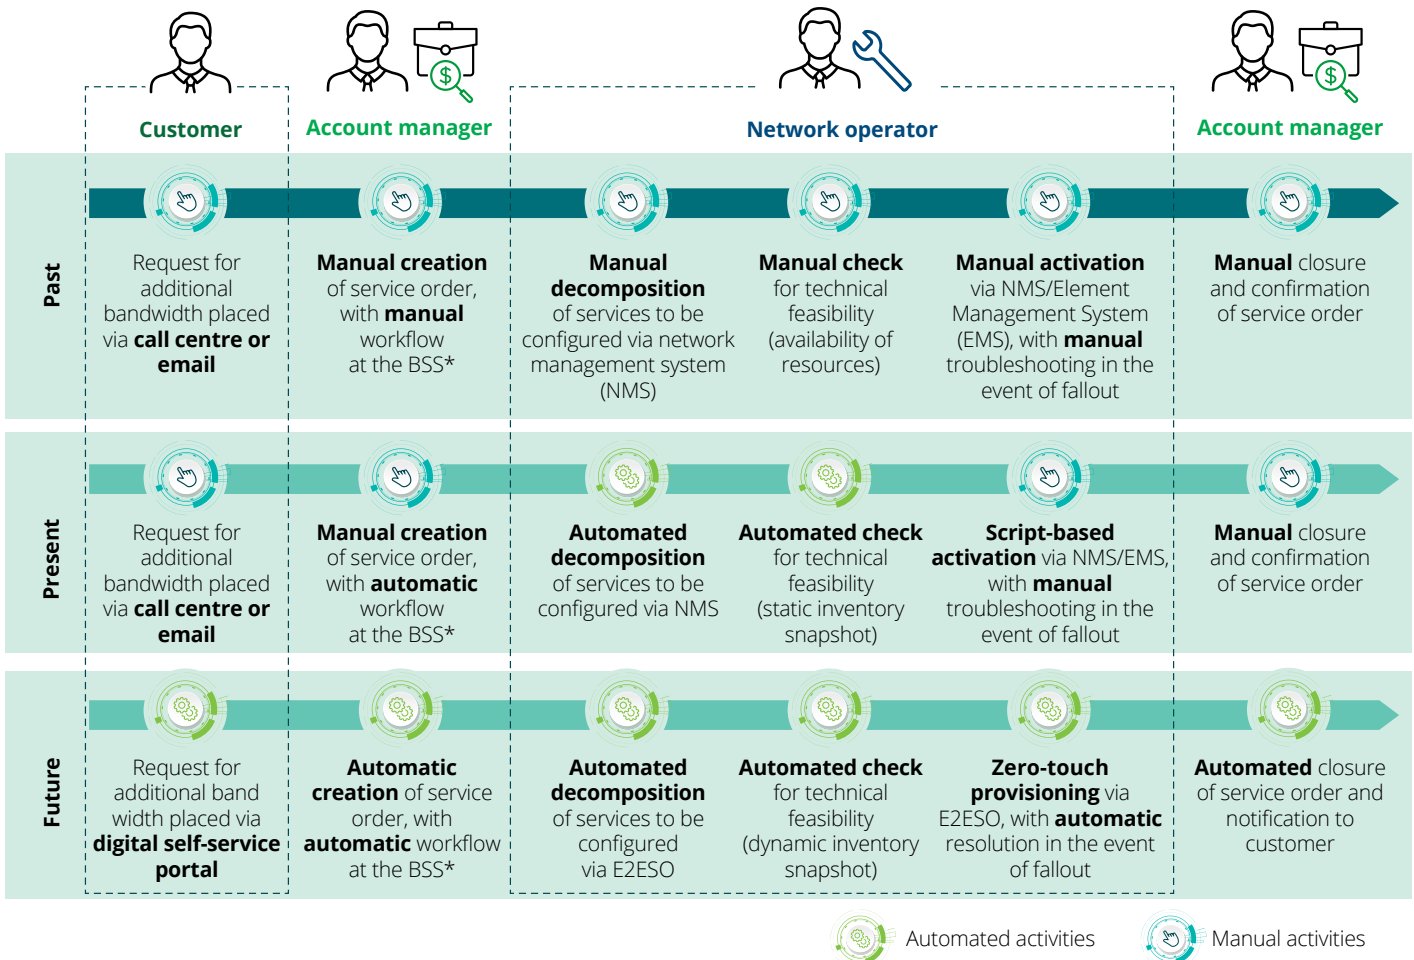 Customer
Account manager
Network operator
Account manager
Past
Request for
additional
bandwidth placed
via call centre or
email
Manual creation
of service order,
with manual
workflow
at the BSS*
Manual
decomposition
of services to be
configured via network
management system
(NMS)
Manual check
for technical
feasibility
(availability of
resources)
Manual activation
via NMS/Element
Management System
(EMS), with manual
troubleshooting in the
event of fallout
Manual closure
and confirmation
of service order
Present
Request for
additional
bandwidth placed
via call centre or
email
Manual creation
of service order,
with automatic
workflow
at the BSS*
Automated
decomposition
of services to be
configured via NMS
Automated check
for technical
feasibility
(static inventory
snapshot)
Script-based
activation via NMS/EMS,
with manual
troubleshooting in the
event of fallout
Manual closure
and confirmation
of service order
Future
Request for
additional band
width placed via
digital self-service
portal
Automatic
creation of service
order, with
automatic workflow
at the BSS*
Automated
decomposition
of services to be
configured
via E2ESO
Automated check
for technical
feasibility
(dynamic inventory
snapshot)
Zero-touch
provisioning via
E2ESO, with automatic
resolution in the event
of fallout
Automated closure
of service order and
notification to
customer
Automated activities
Manual activities